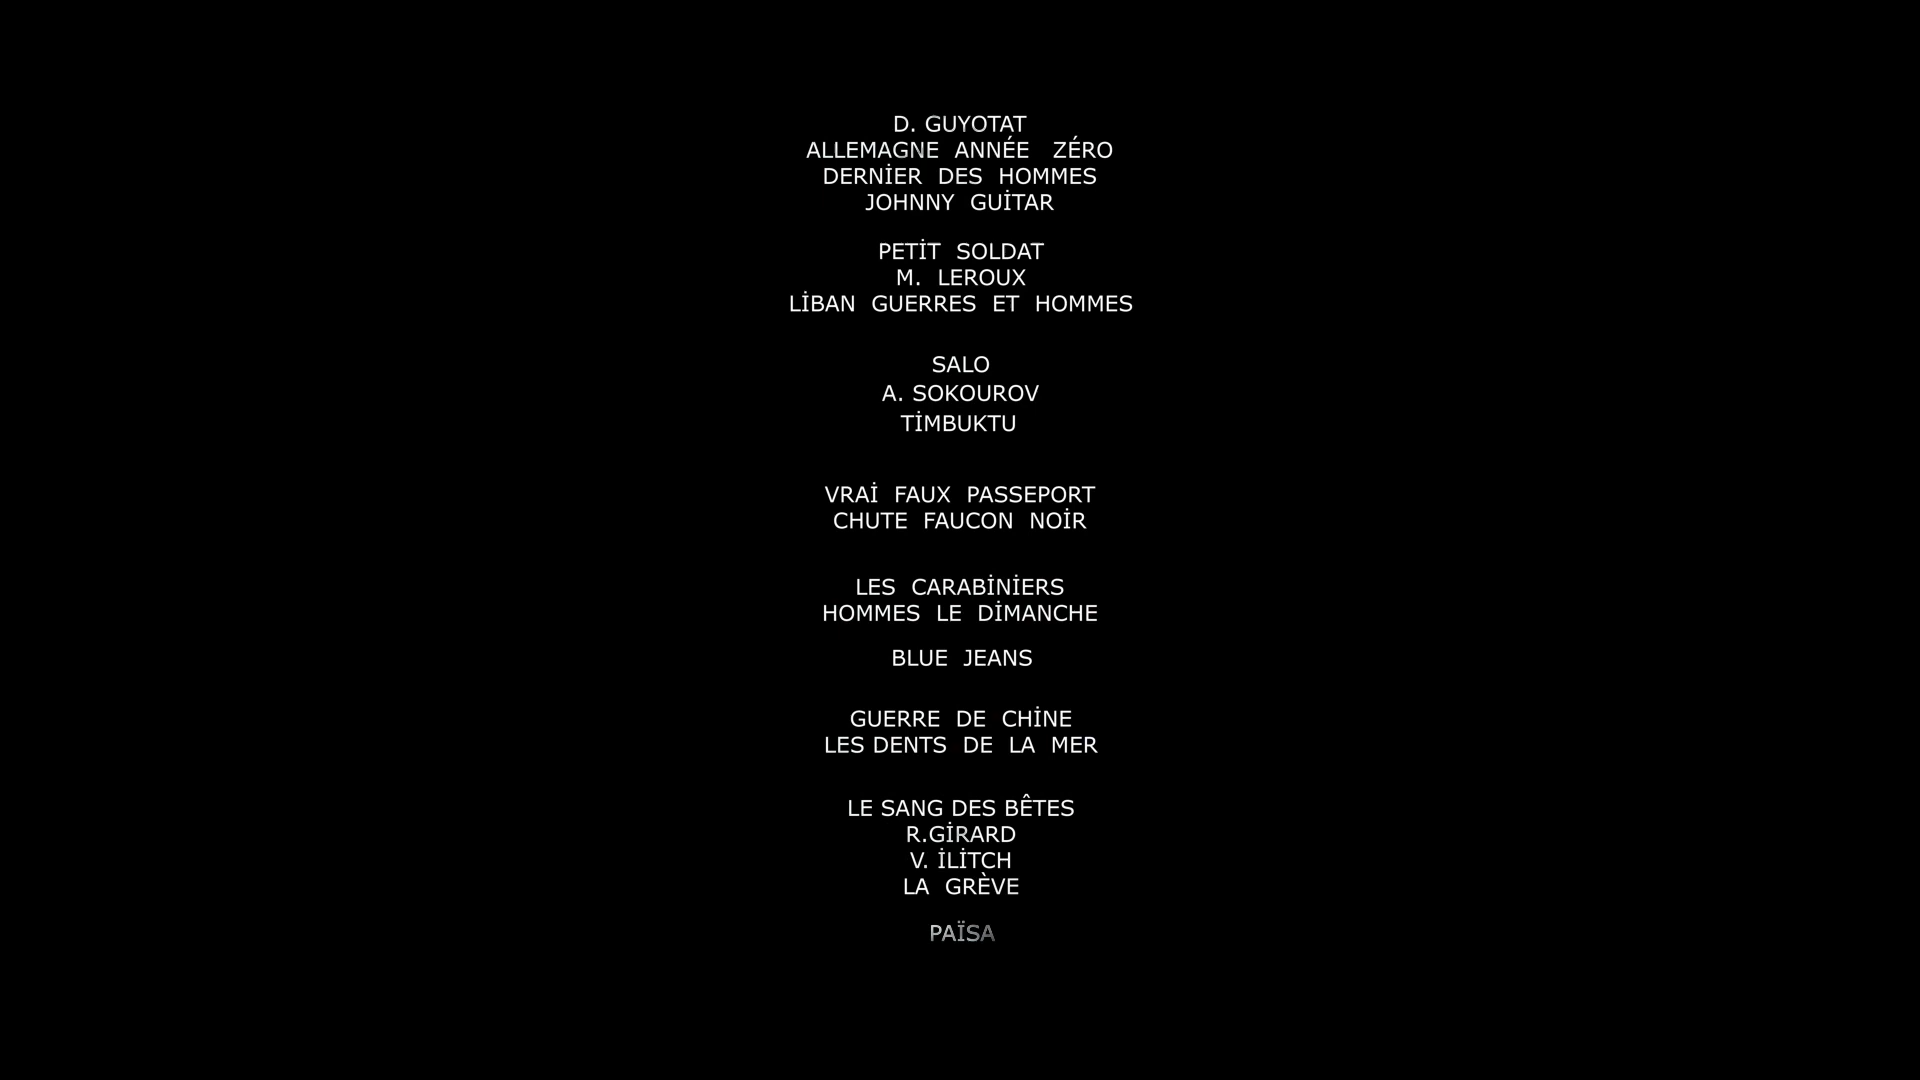 D. GUYOTAT
ALLEMAGNE ANNÉE ZÉRO
DERNİER DES HOMMES
JOHNNY GUİTAR
PETİT SOLDAT
M. LEROUX
LİBAN GUERRES ET HOMMES
SALO
A. SOKOUROV
TİMBUKTU
VRAİ FAUX PASSEPORT
CHUTE FAUCON NOİR
LES CARABİNİERS
HOMMES LE DİMANCHE
BLUE JEANS
GUERRE DE CHİNE
LES DENTS DE LA MER
LE SANG DES BÊTES
R.GİRARD
V. İLİTCH
LA GRÈVE
PAÏSA